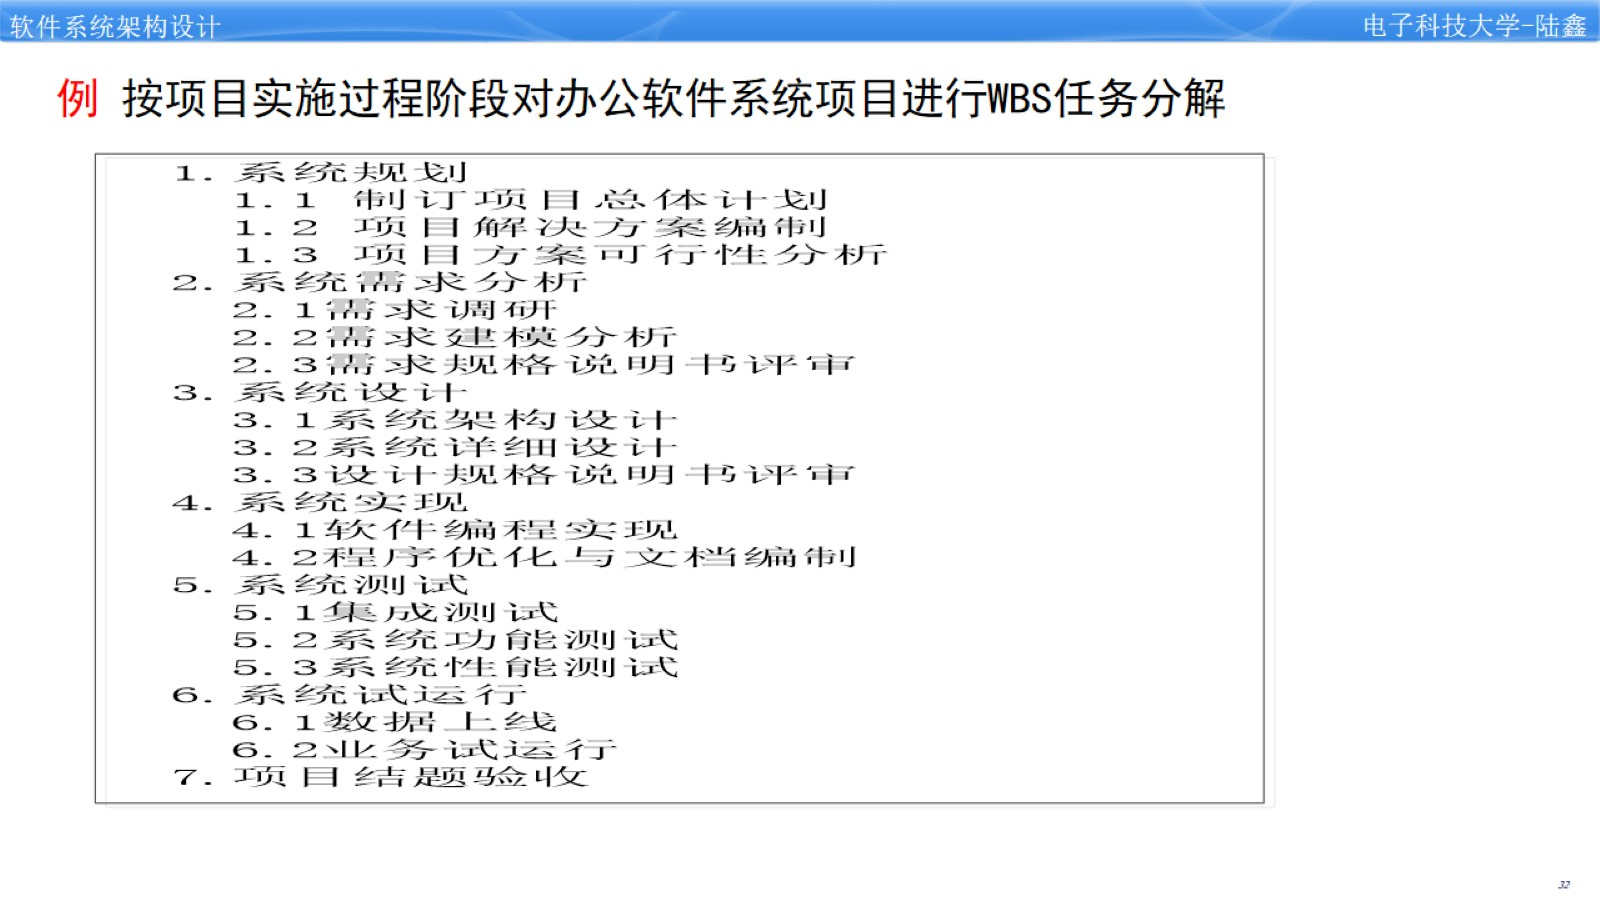 软件系统架构设计
电子科技大学-陆鑫
例 按项目实施过程阶段对办公软件系统项目进行WBS任务分解
1. 系统规划
1.1 制订项目总体计划
1.2 项目解决方案编制
1.3 项目方案可行性分析
2. 系统需求分析
2.1需求调研
2.2需求建模分析
2.3需求规格说明书评审
3. 系统设计
3.1系统架构设计
3.2系统详细设计
3.3设计规格说明书评审
4. 系统实现
4.1软件编程实现
4.2程序优化与文档编制
5. 系统测试
5.1集成测试
5.2系统功能测试
5.3系统性能测试
6. 系统试运行
6.1数据上线
6.2业务试运行
7. 项目结题验收
32